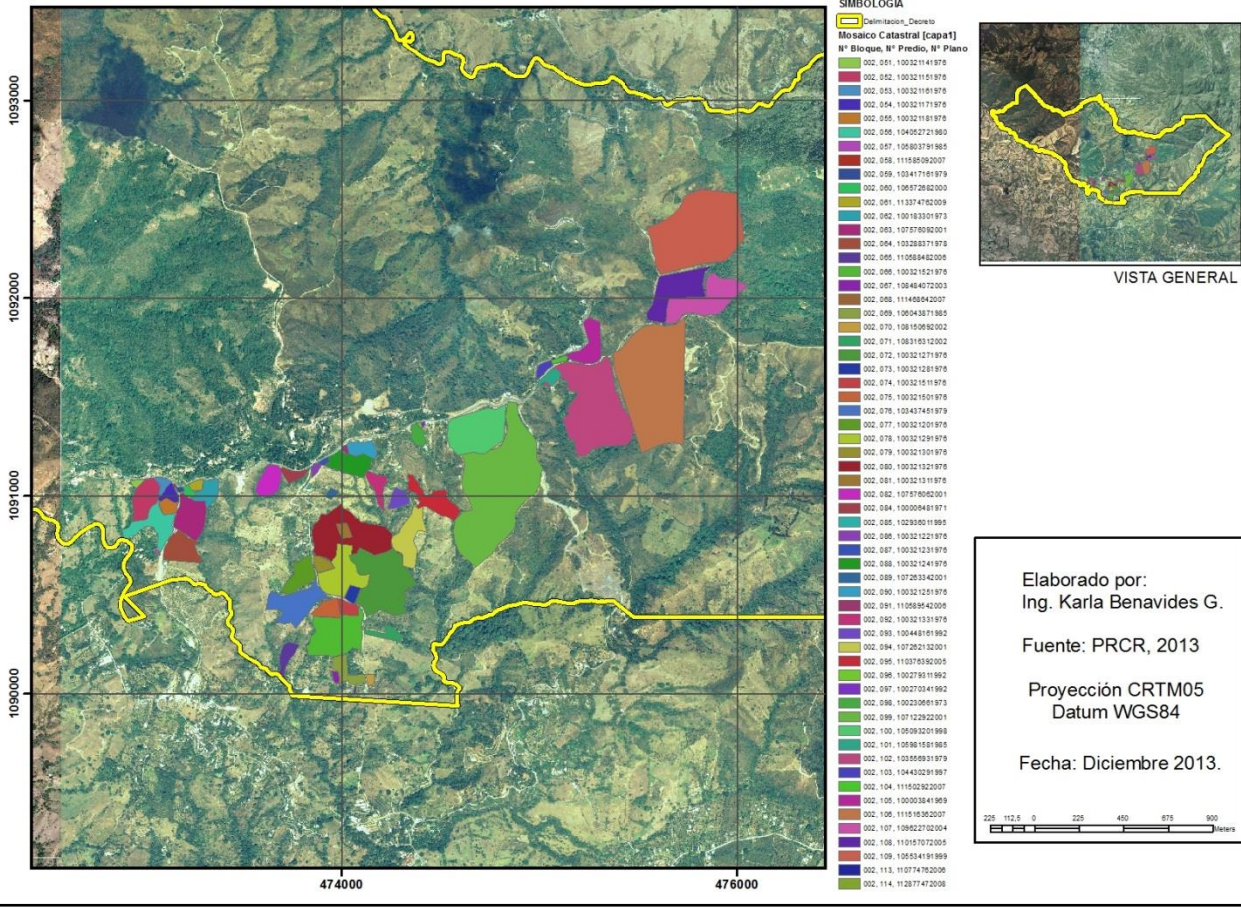 SIMBOLOGIA
Delimitacion_Decreto
Mosaico Catastral [capa1]
N° Bloque, N° Predio, N° Plano
002, 051, 100321141976
002, 052, 100321151976
002, 053, 100321161976
002, 054, 100321171976
002, 055, 100321181976
002, 056, 104052721980
002, 057, 105803791985
002, 058, 111585092007
002, 059, 103417161979
002, 060, 106572682000
002, 061, 113374762009
002, 062, 100183301973
002, 063, 107576092001
002, 064, 103288371978
002, 065, 110588482006
002, 066, 100321521976
002, 067, 108484072003
002, 068, 111468642007
002, 069, 106043871985
002, 070, 108150692002
002, 071, 108316312002
002, 072, 100321271976
002, 073, 100321281976
002, 074, 100321511976
002, 075, 100321501976
002, 076, 103437451979
002, 077, 100321201976
002, 078, 100321291976
002, 079, 100321301976
002, 080, 100321321976
002, 081, 100321311976
002, 082, 107576062001
002, 084, 100006481971
002, 085, 102936011995
002, 086, 100321221976
002, 087, 100321231976
002, 088, 100321241976
002, 089, 107263342001
002, 090, 100321251976
002, 091, 110589542006
002, 092, 100321331976
002, 093, 100448161992
002, 094, 107262132001
002, 095, 110376392005
002, 096, 100279311992
002, 097, 100270341992
002, 098, 100230661973
002, 099, 107122922001
002, 100, 105093201998
002, 101, 105981581985
002, 102, 103556931979
002, 103, 104430291997
002, 104, 111502922007
002, 105, 100003841969
002, 106, 111516362007
002, 107, 109622702004
002, 108, 110157072005
002, 109, 105534191999
002, 113, 110774762006
002, 114, 112877472008
1093000
1092000
1091000
1090000
474000
476000
VISTA GENERAL
Elaborado por:
Ing. Karla Benavides G.
Fuente: PRCR, 2013
Proyección CRTM05
Datum WGS84
Fecha: Diciembre 2013.
225 112,5 0 225 450 675 900
Meters